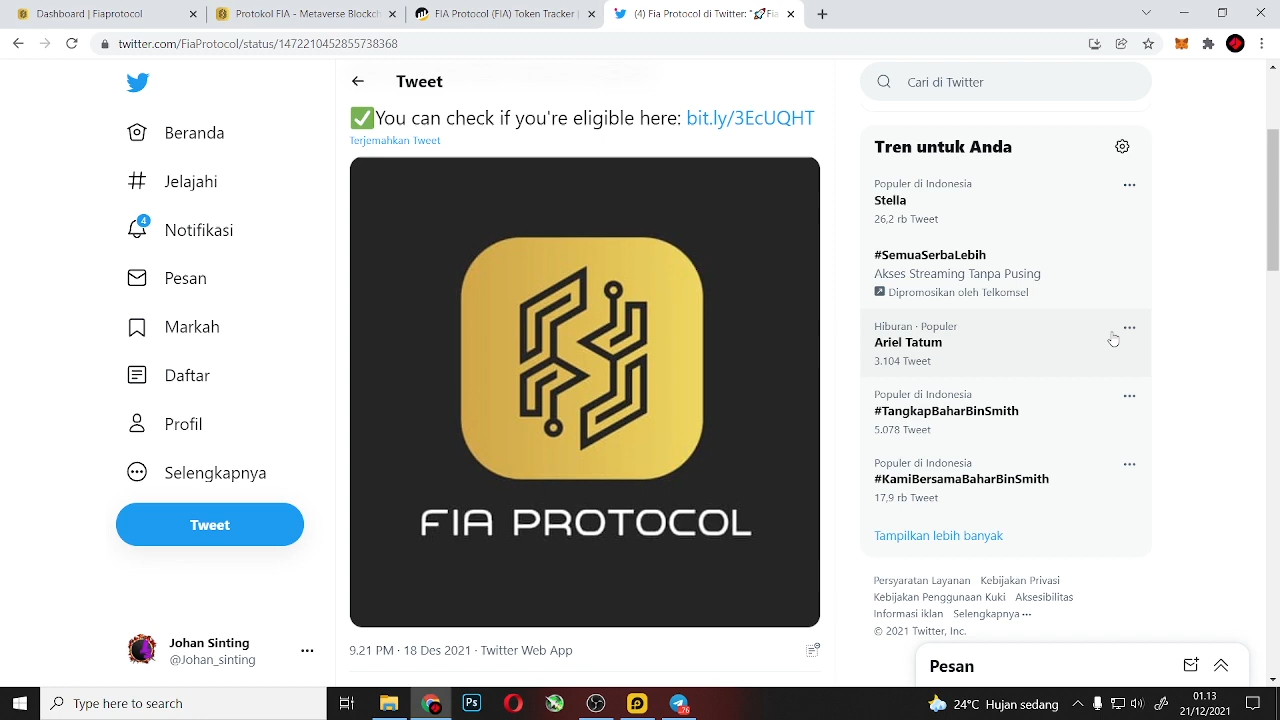 Dashboard | Fiaprotocol
Protocol FIA - Metaverse Blockch
FIA Protocol (FIA) Token Tracker |
(4) Fia Protocol di Twitter: "🚀Fia
twitter.com/FiaProtocol/status/1472210452855738368
Tweet
✅You can check if you're eligible here: bit.ly/3EcUQHT
Terjemahkan Tweet
FIA PROTOCOL
9.21 PM · 18 Des 2021 · Twitter Web App
Beranda
Jelajahi
4
Notifikasi
Pesan
Markah
Daftar
Profil
Selengkapnya
Tweet
Johan Sinting
@Johan_sinting
Cari di Twitter
Tren untuk Anda
Populer di Indonesia
Stella
26,2 rb Tweet
#SemuaSerbaLebih
Akses Streaming Tanpa Pusing
Dipromosikan oleh Telkomsel
Hiburan · Populer
Ariel Tatum
3.104 Tweet
Populer di Indonesia
#TangkapBaharBinSmith
5.078 Tweet
Populer di Indonesia
#KamiBersamaBaharBinSmith
17,9 rb Tweet
Tampilkan lebih banyak
Persyaratan Layanan Kebijakan Privasi
Kebijakan Penggunaan Kuki Aksesibilitas
Informasi iklan Selengkapnya ···
© 2021 Twitter, Inc.
Pesan
Type here to search
Ps
76
24°C Hujan sedang
01.13
21/12/2021